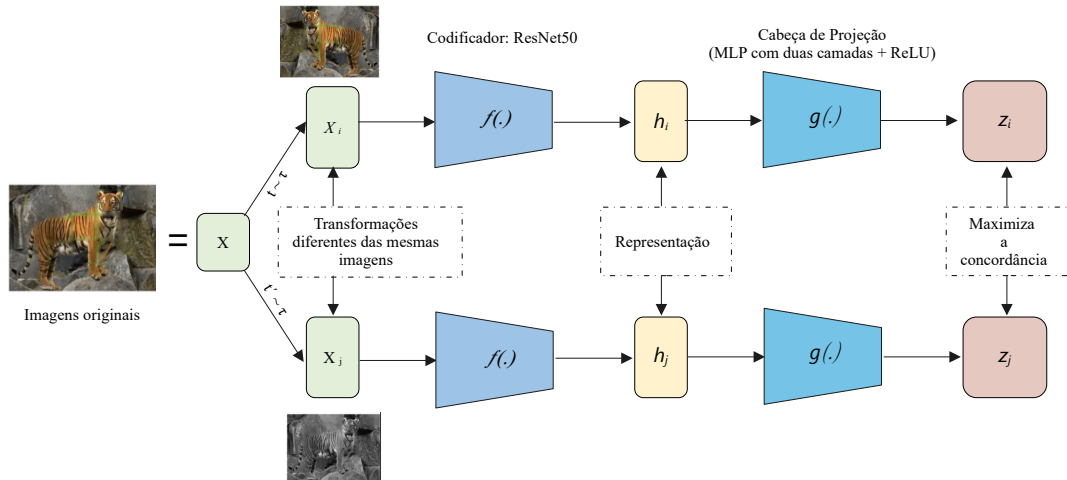 Codificador: ResNet50
Cabeça de Projeção
(MLP com duas camadas + ReLU)
X i
f(.)
h i
g(.)
z i
t ~ τ
Imagens originais
=
X
Transformações
diferentes das mesmas
imagens
Representação
Maximiza
a
concordância
t' ~ τ
X j
f(.)
h j
g(.)
z j